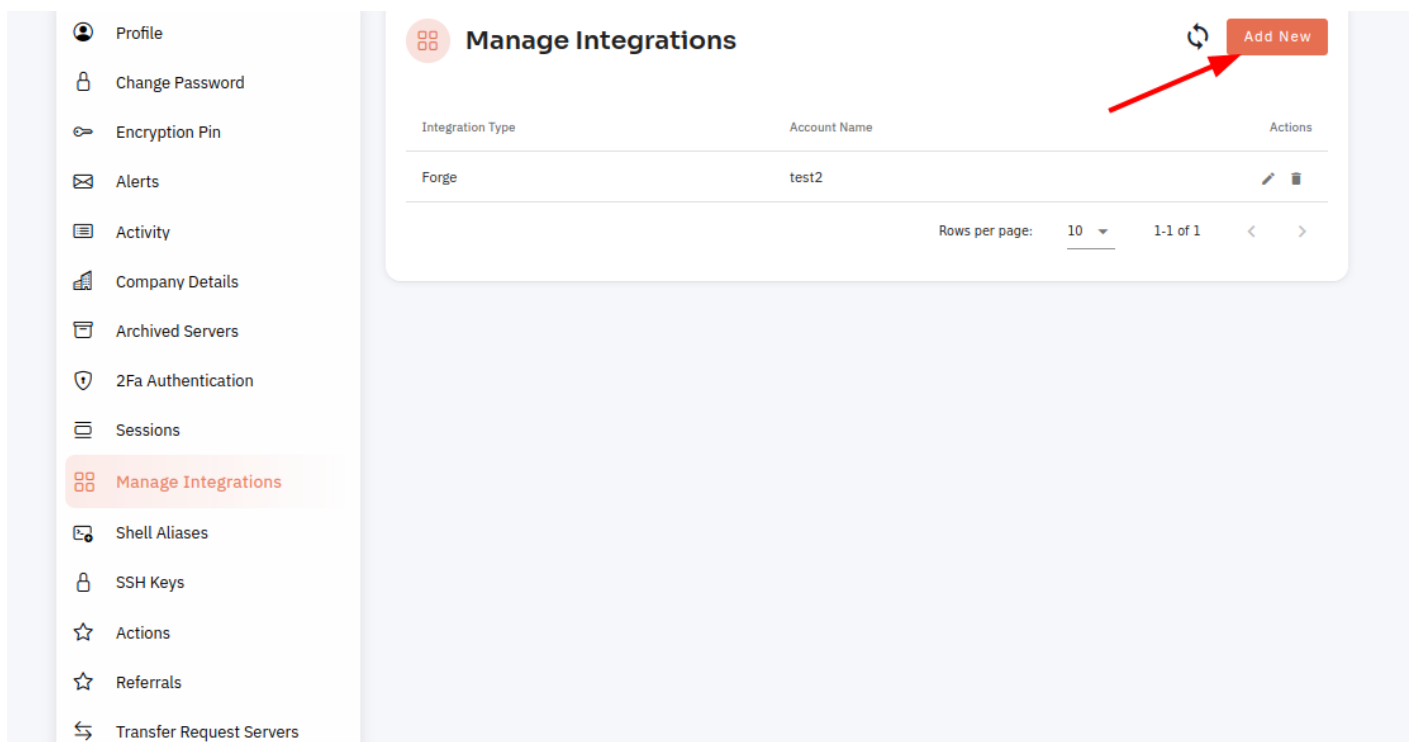 Profile
Change Password
Encryption Pin
Alerts
Activity
Company Details
Archived Servers
2Fa Authentication
Sessions
Manage Integrations
Shell Aliases
SSH Keys
Actions
Referrals
Transfer Request Servers
Manage Integrations
Add New
Integration Type Account Name Actions
Forge test2
Rows per page: 10 1-1 of 1